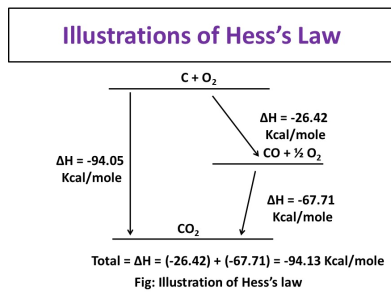 Illustrations of Hess's Law
C + O₂
ΔH = -26.42
Kcal/mole
CO + ½ O₂
ΔH = -94.05
Kcal/mole
ΔH = -67.71
Kcal/mole
CO₂
Total = ΔH = (-26.42) + (-67.71) = -94.13 Kcal/mole
Fig: Illustration of Hess's law